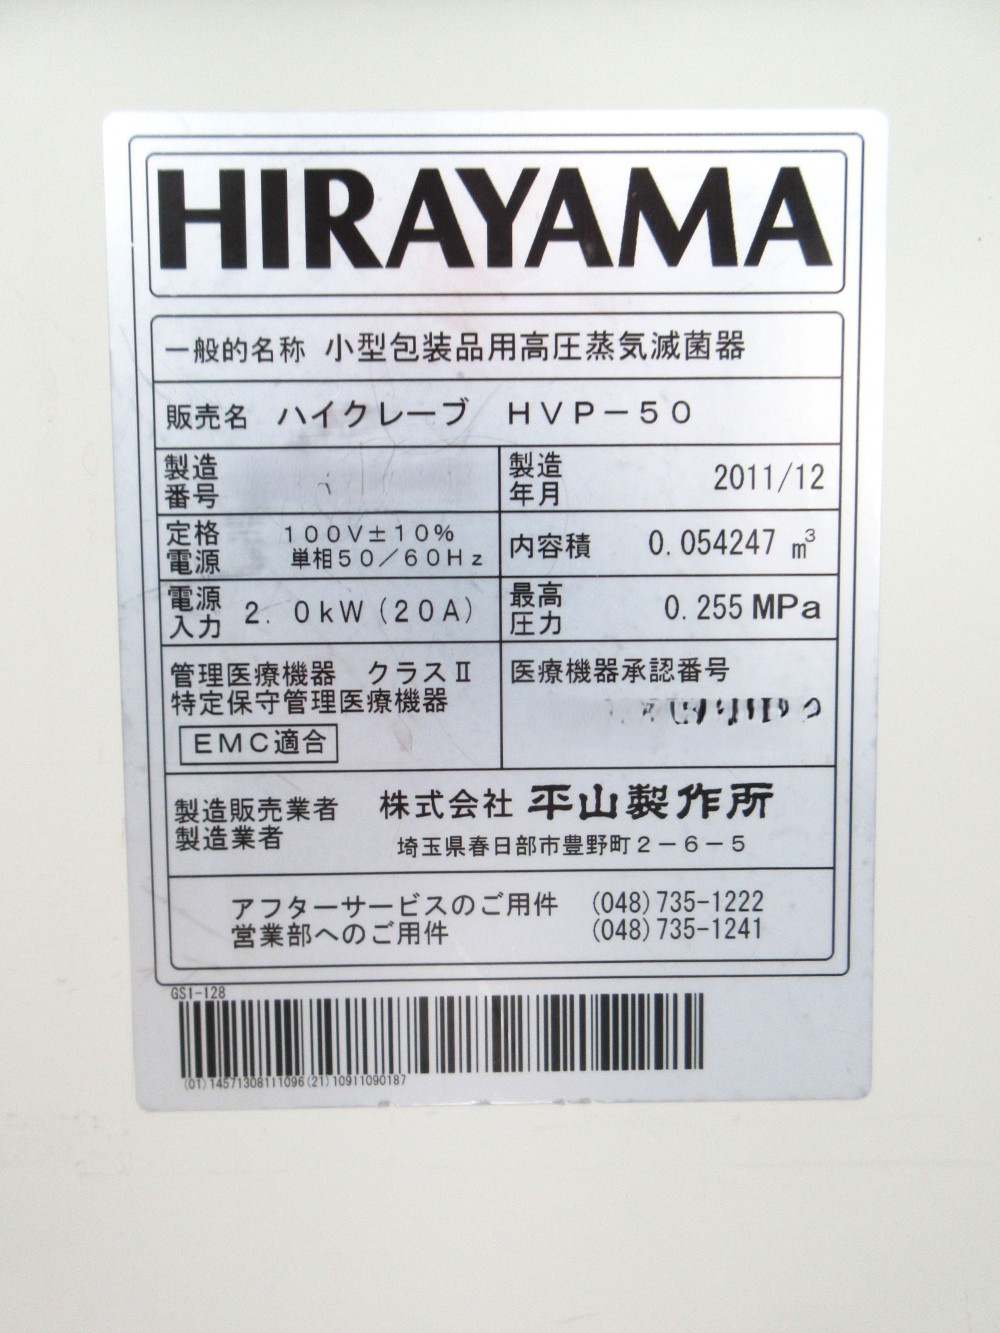 HIRAYAMA
一般的名称 小型包装品用高圧蒸気滅菌器
販売名 ハイクレーブ HVP-50
製造番号
製造年月 2011/12
定格電源 100V±10% 単相50/60Hz
内容積 0.054247 m³
電源入力 2.0kW(20A)
最高圧力 0.255 MPa
管理医療機器 クラスⅡ
特定保守管理医療機器
EMC適合
医療機器承認番号
製造販売業者 株式会社 平山製作所
製造業者 埼玉県春日部市豊野町2-6-5
アフターサービスのご用件 (048)735-1222
営業部へのご用件 (048)735-1241
GS1-128
(01)14571308111096(21)10911090187